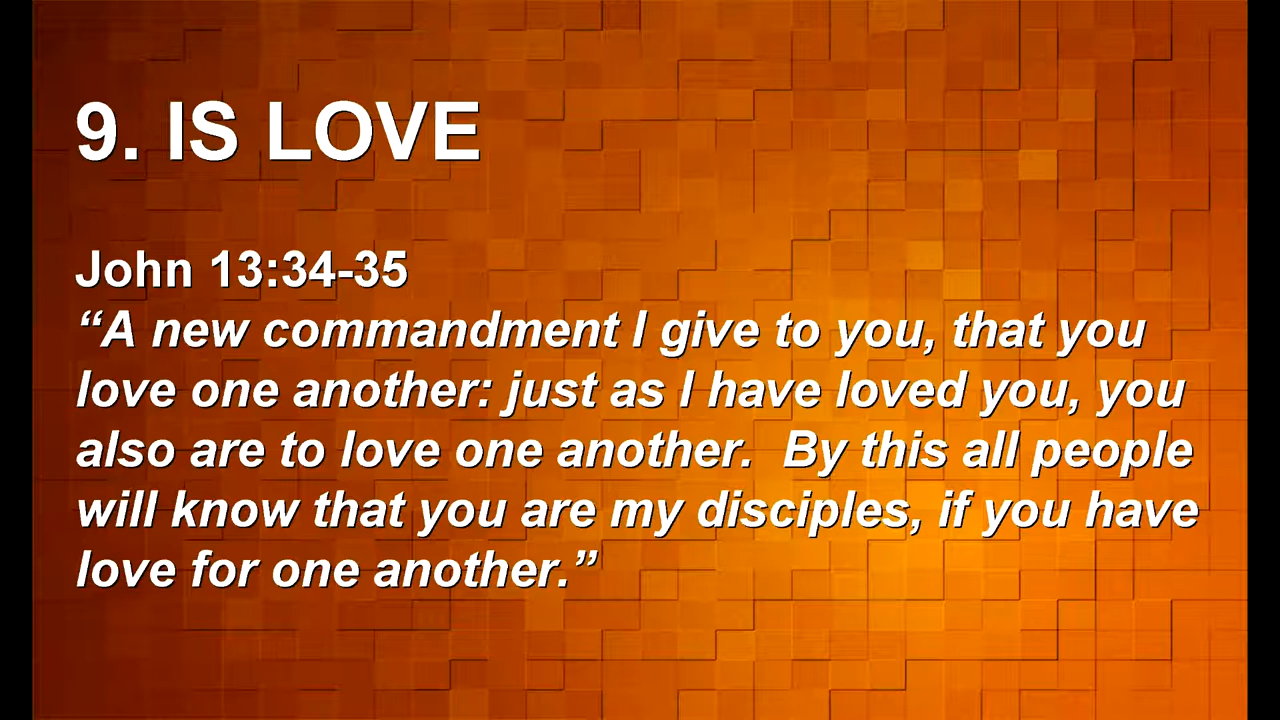 9. IS LOVE
John 13:34-35
“A new commandment I give to you, that you
love one another: just as I have loved you, you
also are to love one another.  By this all people
will know that you are my disciples, if you have
love for one another.”